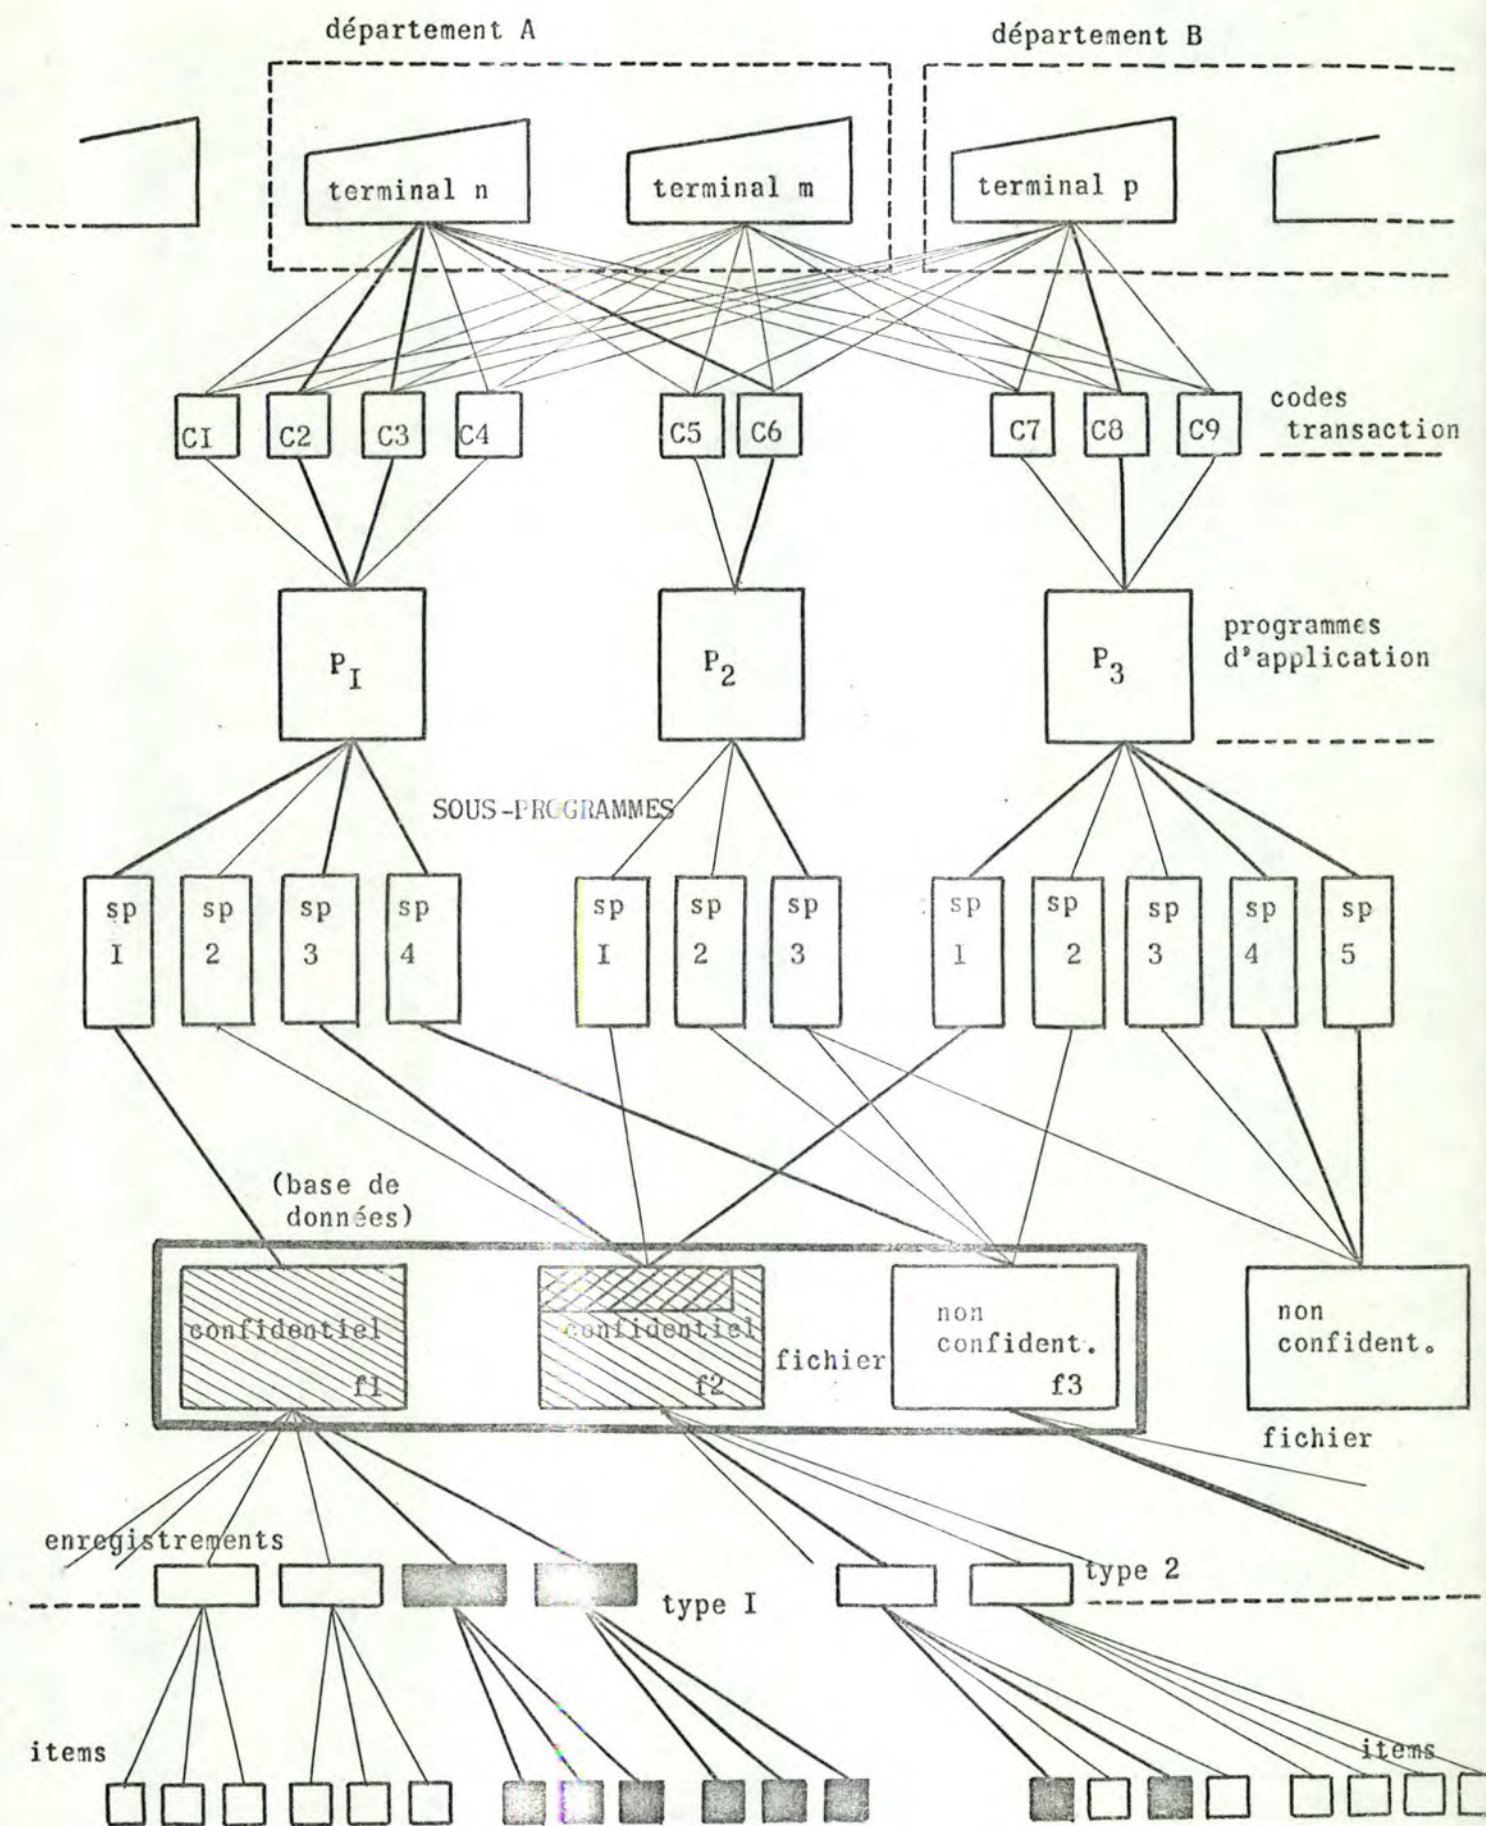 département A
département B
terminal n
terminal m
terminal p
CI
C2
C3
C4
C5
C6
C7
C8
C9
codes
transaction
PI
P2
P3
programmes
d'application
SOUS-PROGRAMMES
sp
I
sp
2
sp
3
sp
4
sp
I
sp
2
sp
3
sp
1
sp
2
sp
3
sp
4
sp
5
(base de
données)
confidentiel
f1
confidentiel
f2
fichier
non
confident.
f3
non
confident.
fichier
enregistrements
type I
type 2
items
items